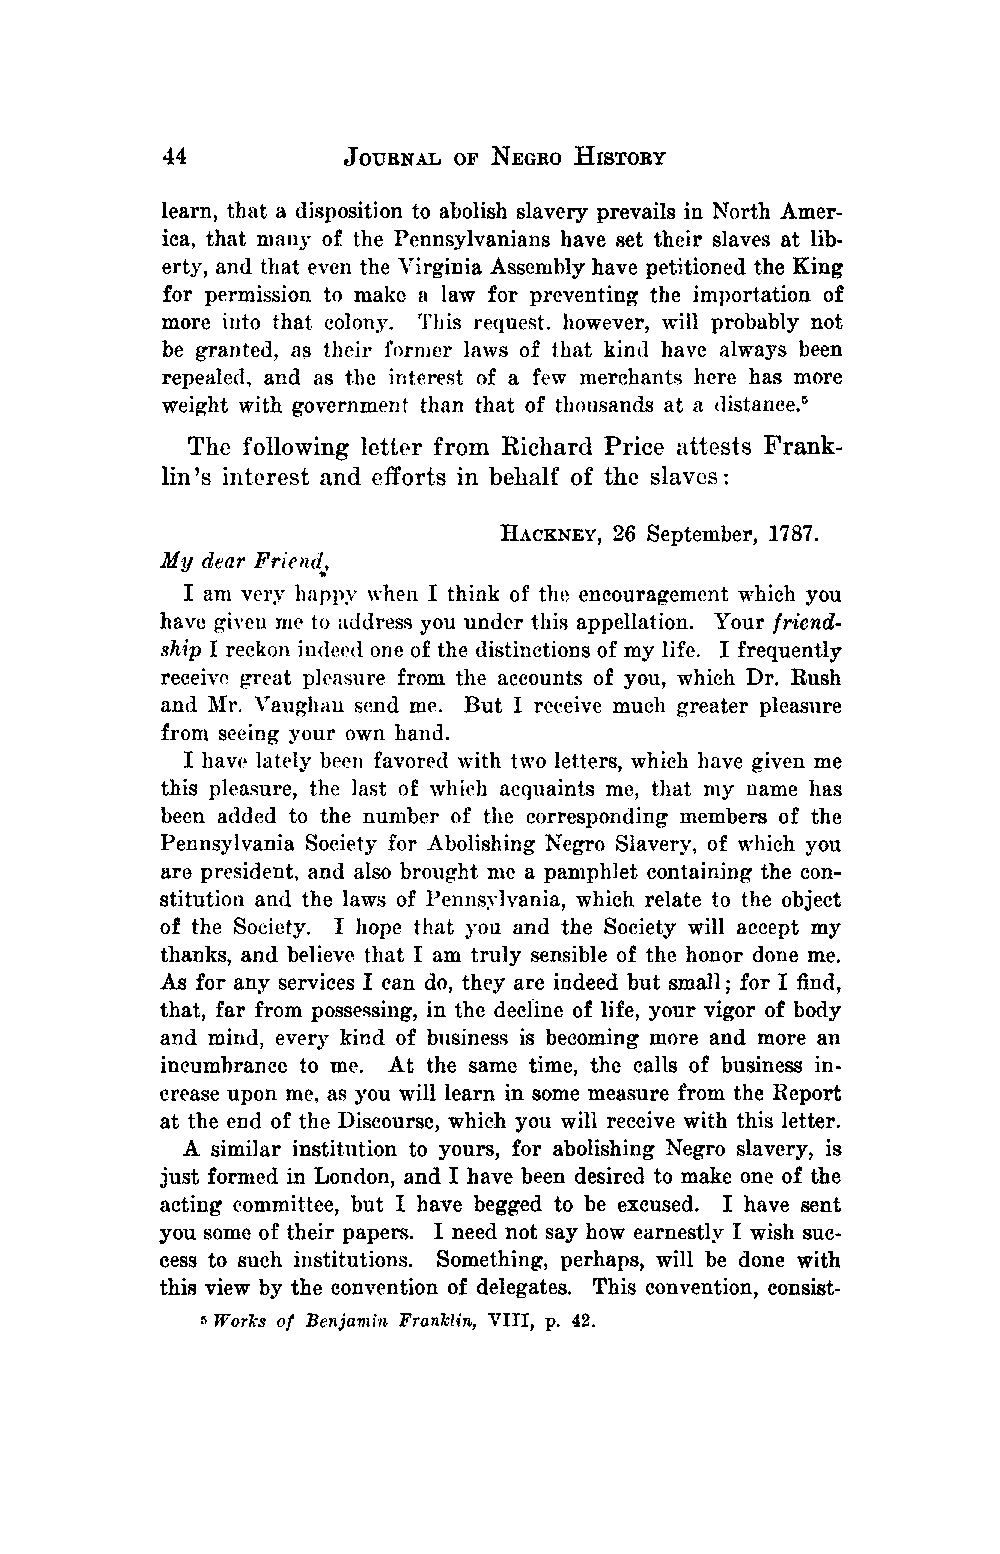 44 JOURNAL OF NEGRO HISTORY
learn, that a disposition to abolish slavery prevails in North Amer-
ica, that many of the Pennsylvanians have set their slaves at lib-
erty, and that even the Virginia Assembly have petitioned the King
for permission to make a law for preventing the importation of
more into that colony. This request. however, will probably not
be granted, as their former laws of that kind have always been
repealed, and as the interest of a few merchants here has more
weight with government than that of thousands at a distance.⁵
The following letter from Richard Price attests Frank-
lin's interest and efforts in behalf of the slaves:
HACKNEY, 26 September, 1787.
My dear Friend,
I am very happy when I think of the encouragement which you
have given me to address you under this appellation. Your friend-
ship I reckon indeed one of the distinctions of my life. I frequently
receive great pleasure from the accounts of you, which Dr. Rush
and Mr. Vaughan send me. But I receive much greater pleasure
from seeing your own hand.
I have lately been favored with two letters, which have given me
this pleasure, the last of which acquaints me, that my name has
been added to the number of the corresponding members of the
Pennsylvania Society for Abolishing Negro Slavery, of which you
are president, and also brought me a pamphlet containing the con-
stitution and the laws of Pennsylvania, which relate to the object
of the Society. I hope that you and the Society will accept my
thanks, and believe that I am truly sensible of the honor done me.
As for any services I can do, they are indeed but small; for I find,
that, far from possessing, in the decline of life, your vigor of body
and mind, every kind of business is becoming more and more an
incumbrance to me. At the same time, the calls of business in-
crease upon me, as you will learn in some measure from the Report
at the end of the Discourse, which you will receive with this letter.
A similar institution to yours, for abolishing Negro slavery, is
just formed in London, and I have been desired to make one of the
acting committee, but I have begged to be excused. I have sent
you some of their papers. I need not say how earnestly I wish suc-
cess to such institutions. Something, perhaps, will be done with
this view by the convention of delegates. This convention, consist-
⁵ Works of Benjamin Franklin, VIII, p. 42.